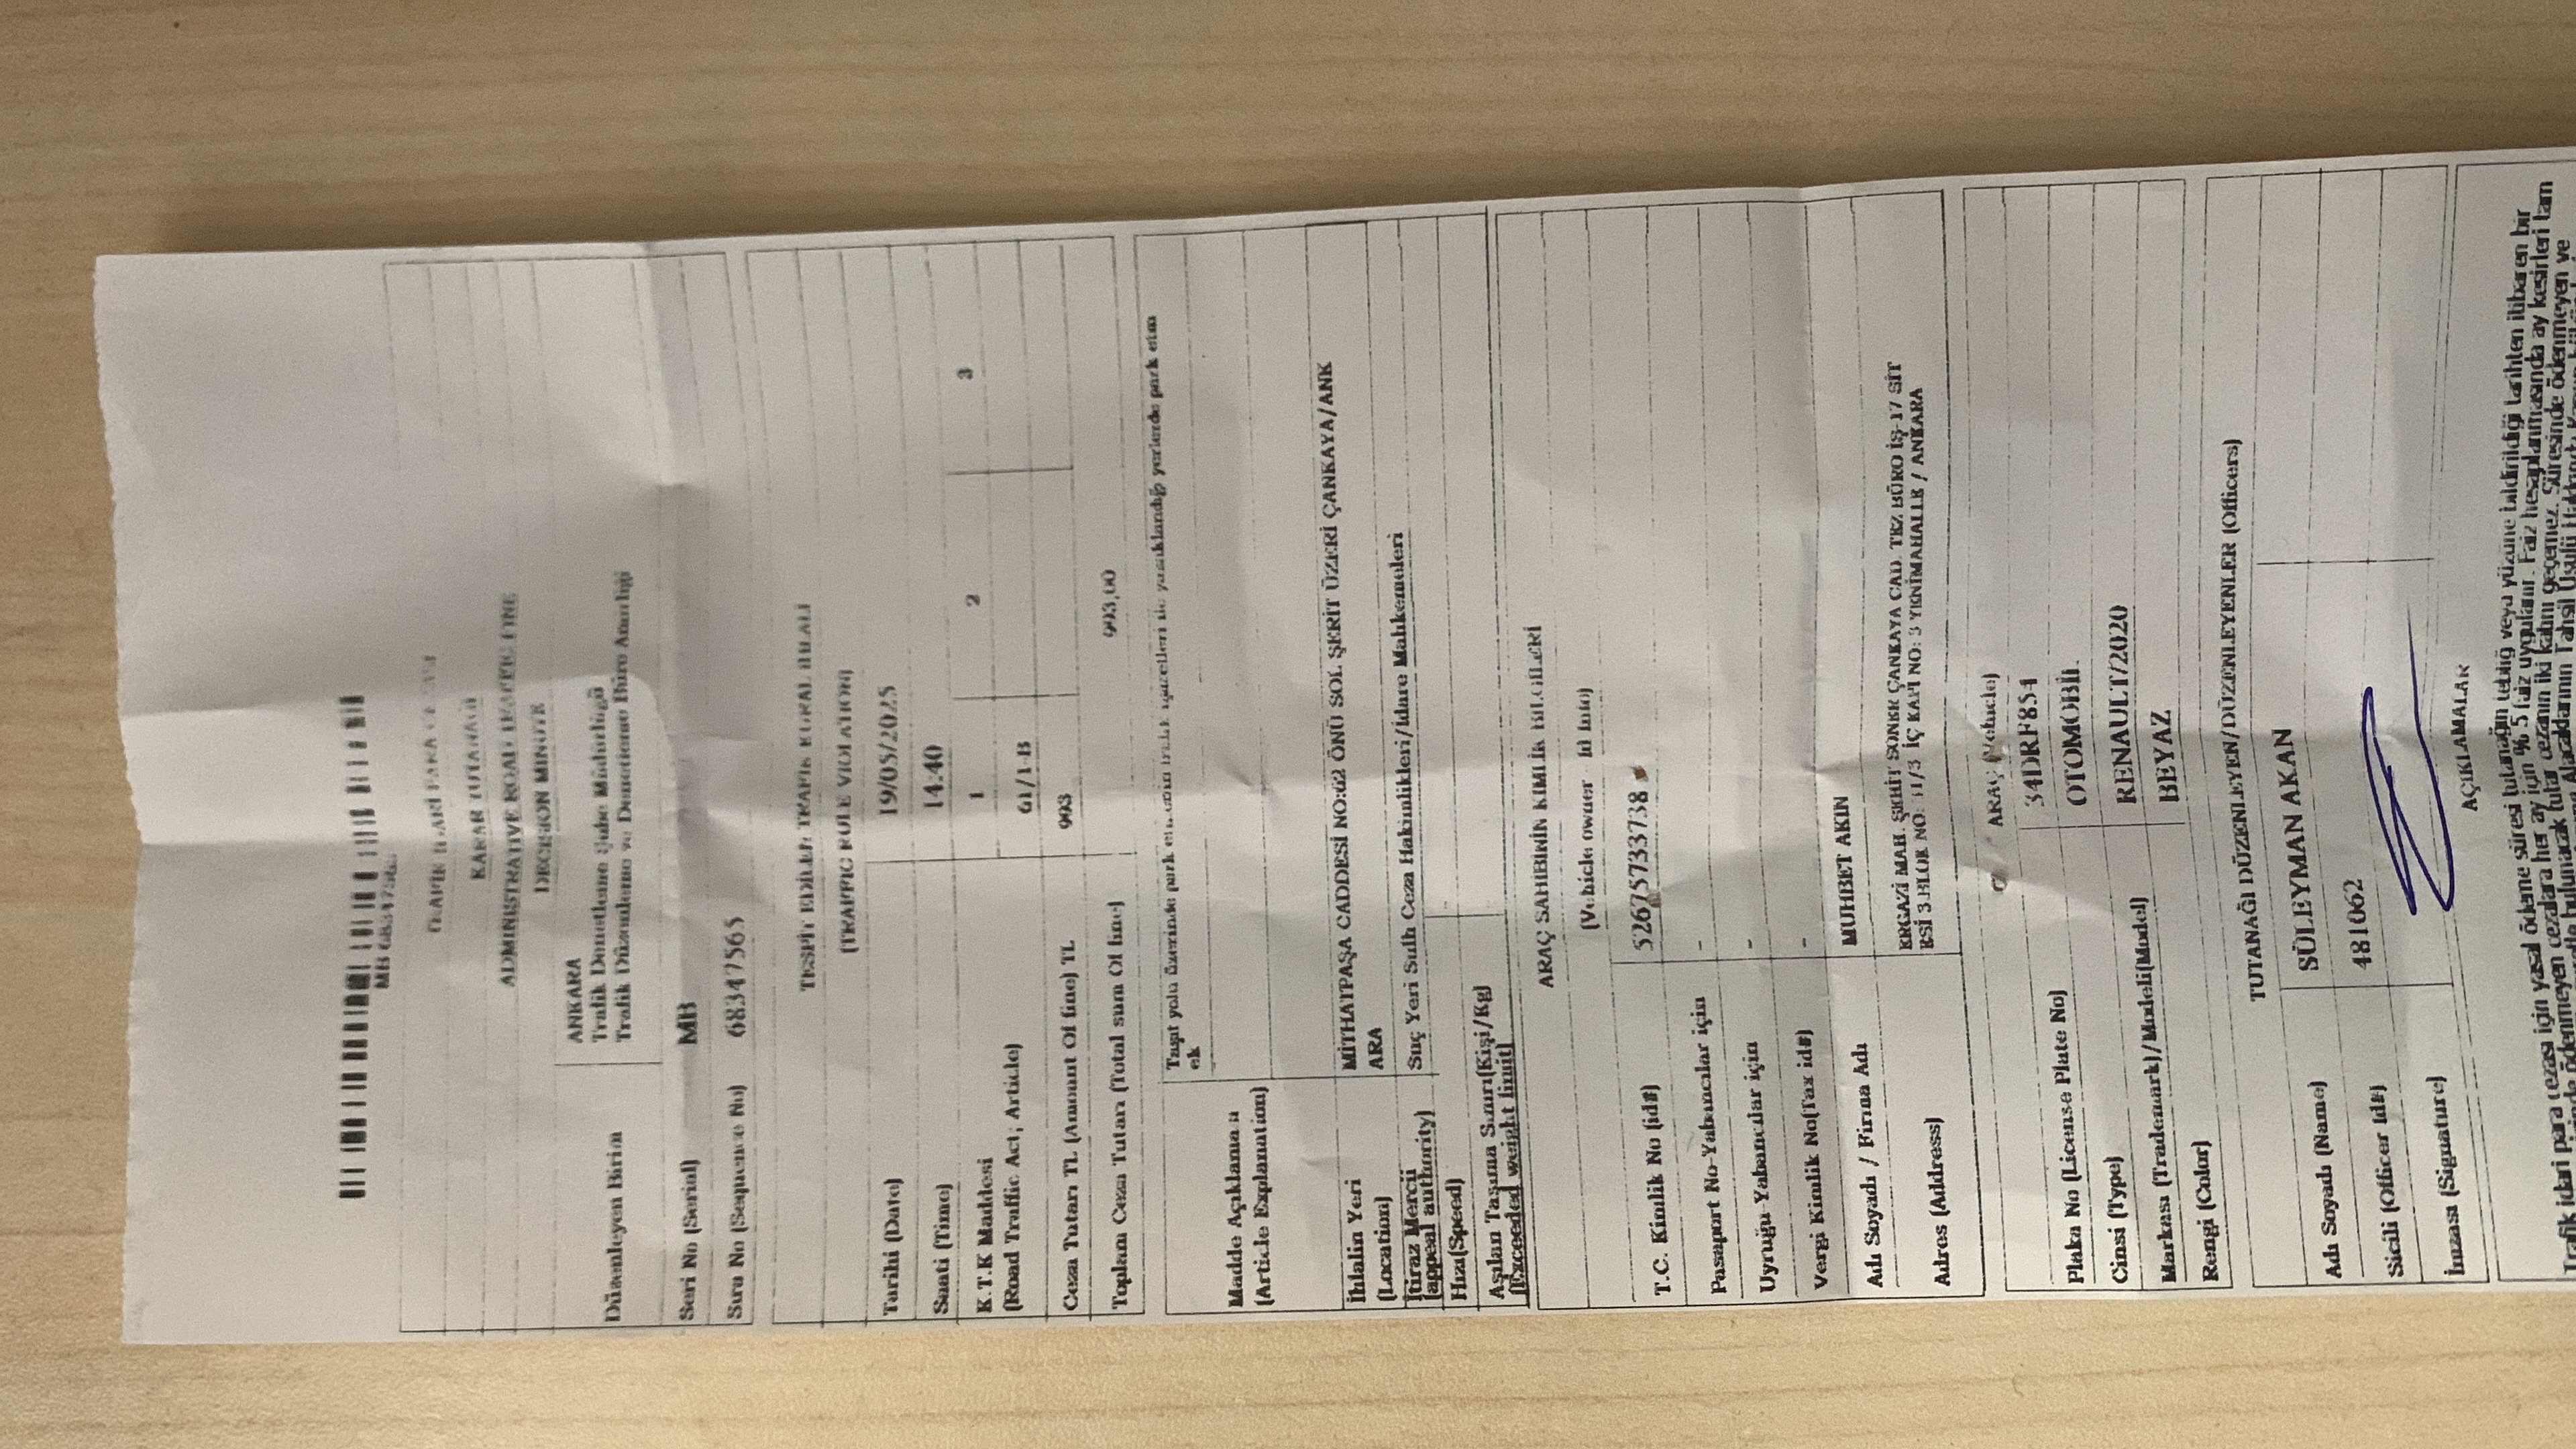 MB 68347565
TRAFİK İDARİ PARA CEZASI
KARAR TUTANAĞI
ADMINISTRATIVE ROAD TRAFFIC FINE
DECISION MINUTE
Düzenleyen Birim
ANKARA
Trafik Denetleme Şube Müdürlüğü
Trafik Düzenleme ve Denetleme Büro Amirliği
Seri No (Serial) MB
Sıra No (Sequence No) 68347565
TESPİT EDİLEN TRAFİK KURAL İHLALİ
(TRAFFIC RULE VIOLATION)
Tarihi (Date) 19/05/2025
Saati (Time) 14:40
K.T.K Maddesi
(Road Traffic Act; Article)
1 2 3
61/1-B
Ceza Tutarı TL (Amount Of fine) TL 993
Toplam Ceza Tutarı (Total sum Of fine) 993,00
Taşıt yolu üzerinde park etmenin trafik işaretleri ile yasaklandığı yerlerde park etm
ek
Madde Açıklaması
(Article Explanation)
İhlalin Yeri
(Location)
MİTHATPAŞA CADDESİ NO:62 ÖNÜ SOL ŞERİT ÜZERİ ÇANKAYA/ANK
ARA
İtiraz Mercii
(appeal authority)
Suç Yeri Sulh Ceza Hakimlikleri/İdare Mahkemeleri
Hızı(Speed) -
Aşılan Taşıma Sınırı(Kişi/Kg)
(Exceeded weight limit)
ARAÇ SAHİBİNİN KİMLİK BİLGİLERİ
(Vehicle owner - Id Info)
T.C. Kimlik No (id#) 52675733738
Pasaport No-Yabancılar için -
Uyruğu-Yabancılar için -
Vergi Kimlik No(Tax id#) -
Adı Soyadı / Firma Adı MUHBET AKIN
Adres (Address)
ERGAZİ MAH. ŞEHİT SONER ÇANKAYA CAD. TEZ BÜRO İŞ-17 SİT
ESİ 3.BLOK NO: 31/3 İÇ KAPI NO: 3 YENİMAHALLE / ANKARA
ARAÇ (Vehicle)
Plaka No (License Plate No) 34DRF854
Cinsi (Type) OTOMOBİL
Markası (Trademark)/Modeli(Model) RENAULT/2020
Rengi (Color) BEYAZ
TUTANAĞI DÜZENLEYEN/DÜZENLEYENLER (Officers)
Adı Soyadı (Name) SÜLEYMAN AKAN
Sicili (Officer Id#) 481062
İmzası (Signature)
AÇIKLAMALAR
Trafik idari para cezası için yasal ödeme süresi tutanağın tebliğ veya yüzüne bildirildiği tarihten itibaren bir
ödenmeyen cezalara her ay için % 5 faiz uygulanır. Faiz hesaplanmasında ay kesirleri tam
bulunacak tutar cezanın iki katını geçemez. Süresinde ödenmeyen ve
Alacaklarının Tahsil Usulü Hakkında Kanun